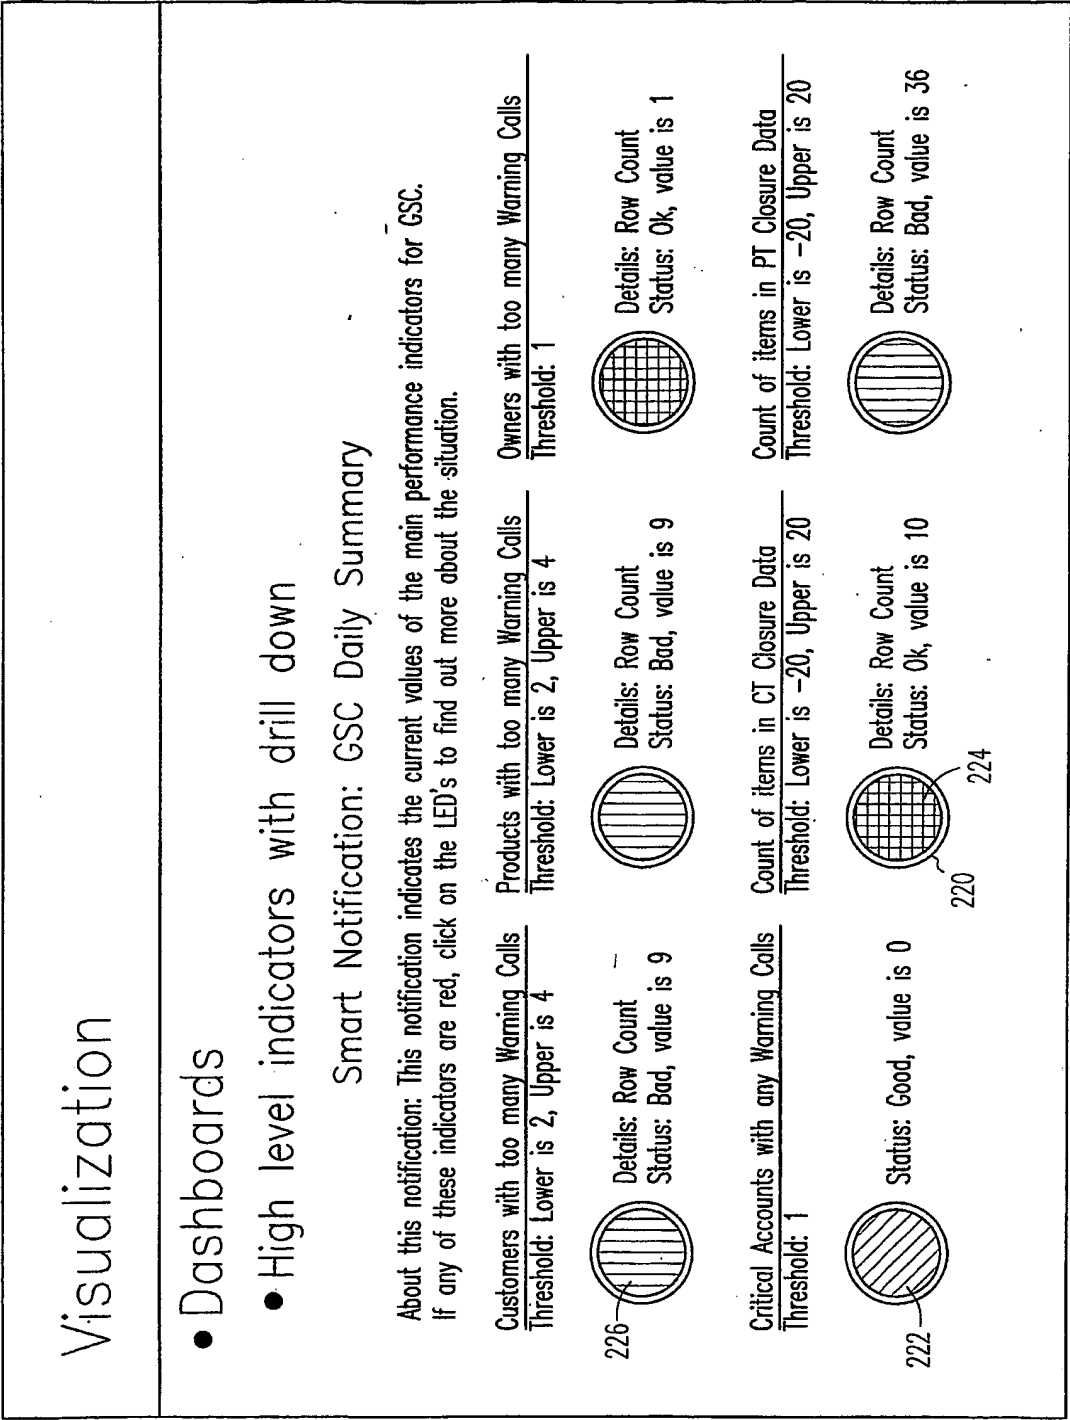 Visualization
• Dashboards
• High level indicators with drill down
Smart Notification: GSC Daily Summary
About this notification: This notification indicates the current values of the main performance indicators for GSC.
If any of these indicators are red, click on the LED's to find out more about the situation.
Customers with too many Warning Calls
Threshold: Lower is 2, Upper is 4
Details: Row Count
Status: Bad, value is 9
226
Products with too many Warning Calls
Threshold: Lower is 2, Upper is 4
Details: Row Count
Status: Bad, value is 9
Owners with too many Warning Calls
Threshold: 1
Details: Row Count
Status: Ok, value is 1
Critical Accounts with any Warning Calls
Threshold: 1
Status: Good, value is 0
222
Count of items in CT Closure Data
Threshold: Lower is -20, Upper is 20
Details: Row Count
Status: Ok, value is 10
220
224
Count of items in PT Closure Data
Threshold: Lower is -20, Upper is 20
Details: Row Count
Status: Bad, value is 36